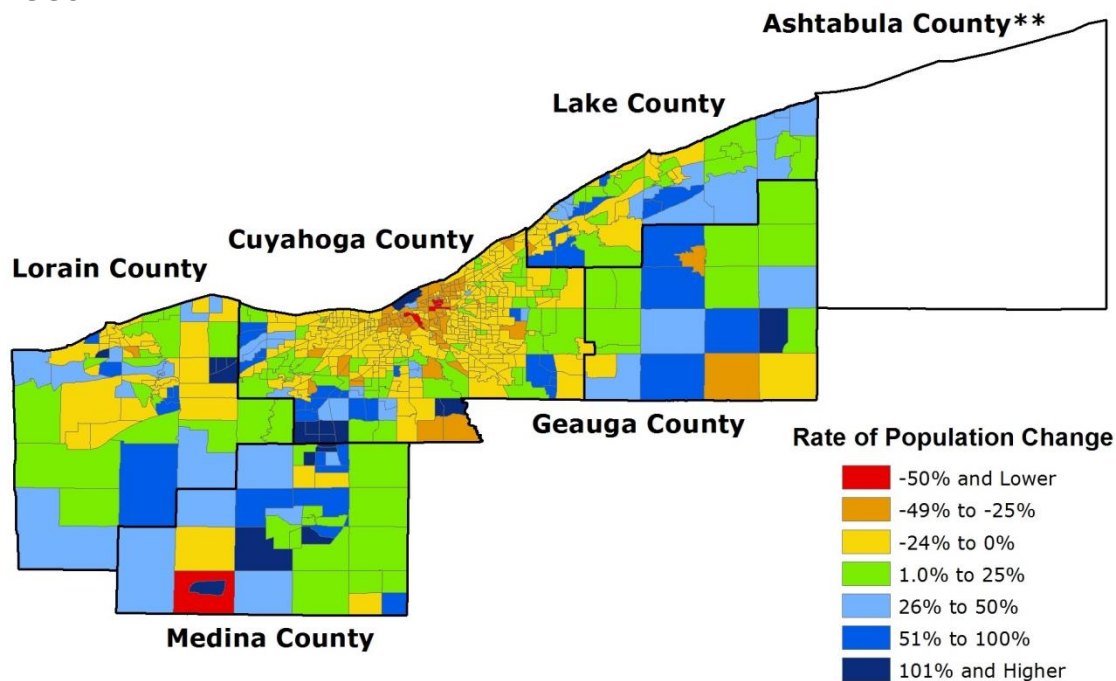 Ashtabula County**
Lake County
Cuyahoga County
Lorain County
Geauga County
Medina County
Rate of Population Change
-50% and Lower
-49% to -25%
-24% to 0%
1.0% to 25%
26% to 50%
51% to 100%
101% and Higher